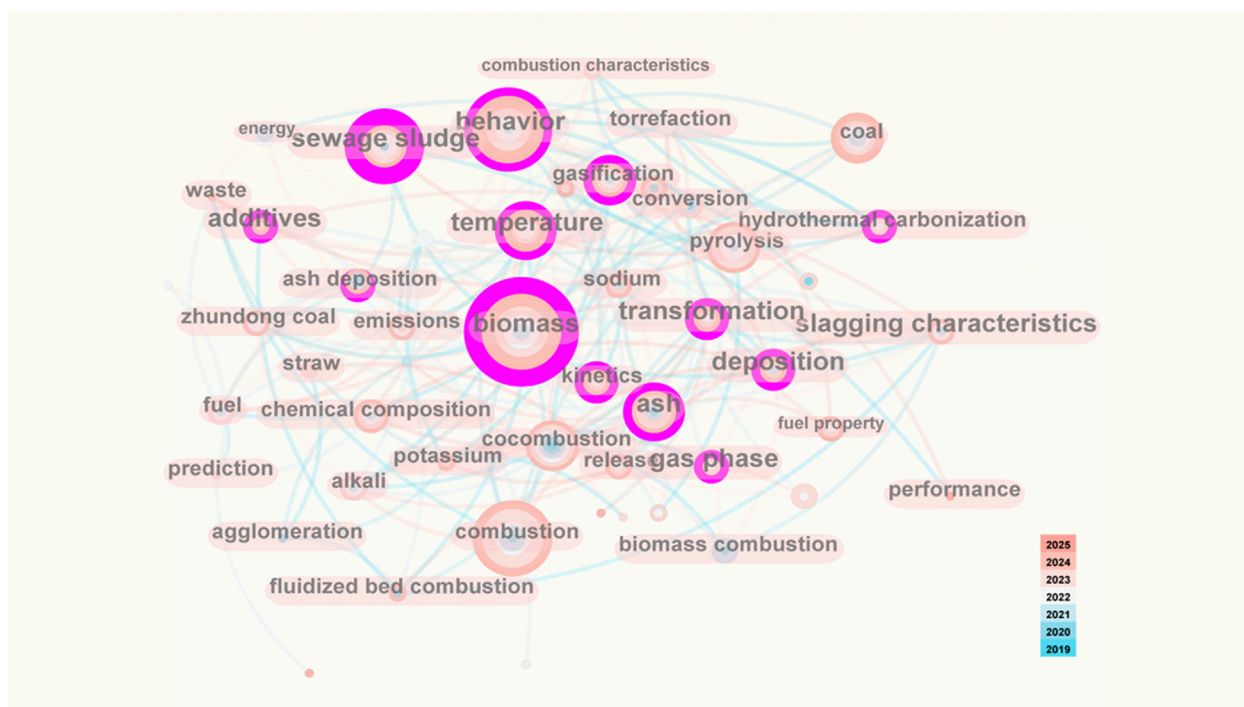 combustion characteristics
behavior
torrefaction
energy
sewage sludge
coal
gasification
waste
conversion
additives
temperature
hydrothermal carbonization
pyrolysis
ash deposition
sodium
transformation
zhundong coal
emissions
biomass
slagging characteristics
straw
deposition
kinetics
fuel
chemical composition
ash
fuel property
cocombustion
potassium
release
gas phase
prediction
alkali
performance
agglomeration
combustion
biomass combustion
fluidized bed combustion
2025
2024
2023
2022
2021
2020
2019